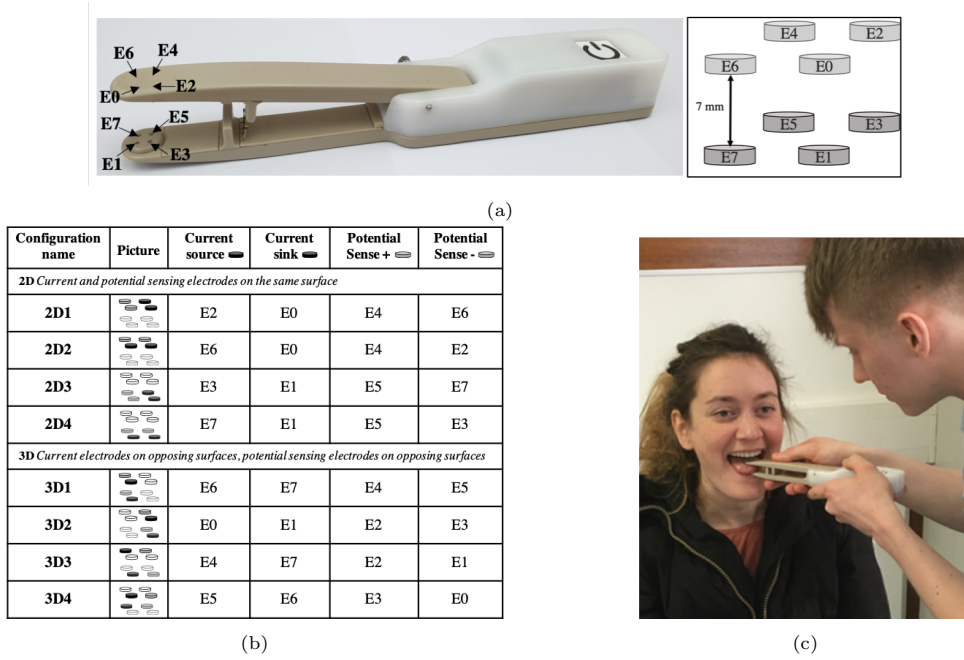 E6 E4
E0 E2
E7 E5
E1 E3
E4 E2
E6 E0
7 mm
E5 E3
E7 E1
(a)
Configuration name Picture Current source Current sink Potential Sense + Potential Sense -
2D Current and potential sensing electrodes on the same surface
2D1 E2 E0 E4 E6
2D2 E6 E0 E4 E2
2D3 E3 E1 E5 E7
2D4 E7 E1 E5 E3
3D Current electrodes on opposing surfaces, potential sensing electrodes on opposing surfaces
3D1 E6 E7 E4 E5
3D2 E0 E1 E2 E3
3D3 E4 E7 E2 E1
3D4 E5 E6 E3 E0
(b)
(c)